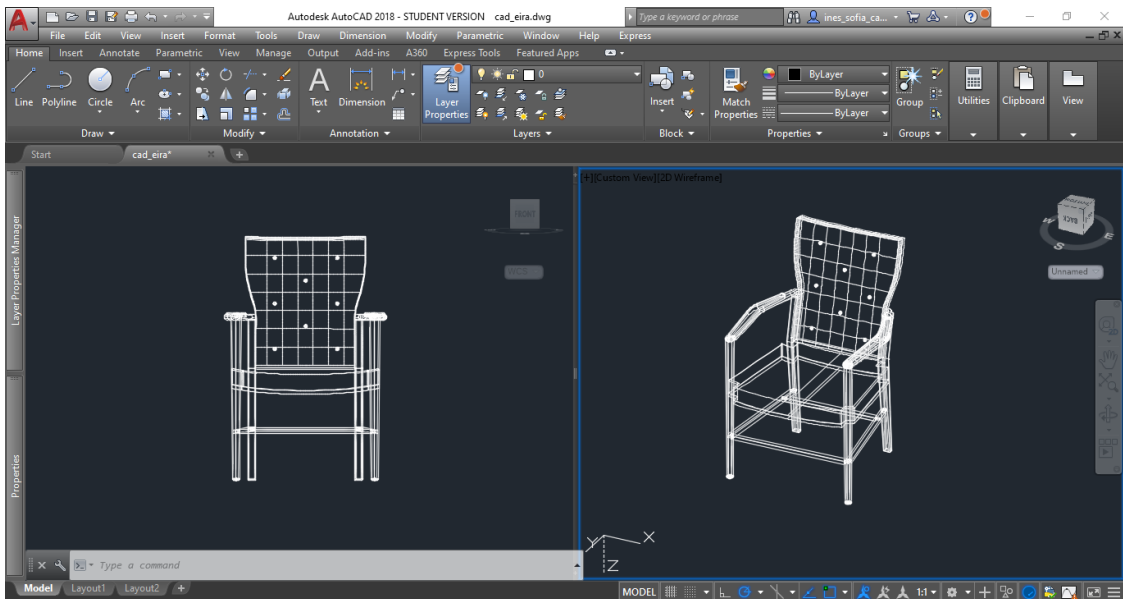 Autodesk AutoCAD 2018 - STUDENT VERSION cad_eira.dwg
Type a keyword or phrase
ines_sofia_ca...
File Edit View Insert Format Tools Draw Dimension Modify Parametric Window Help Express
Home Insert Annotate Parametric View Manage Output Add-ins A360 Express Tools Featured Apps
Line Polyline Circle Arc
Text Dimension
Layer Properties
0
Insert
Match Properties
ByLayer
ByLayer
ByLayer
Group
Utilities Clipboard View
Draw Modify Annotation Layers Block Properties Groups
Start cad_eira*
[+][Custom View][2D Wireframe]
Layer Properties Manager
Properties
FRONT
WCS
BACK
W
S
E
Unnamed
X
Y
Z
Type a command
Model Layout1 Layout2
MODEL
1:1